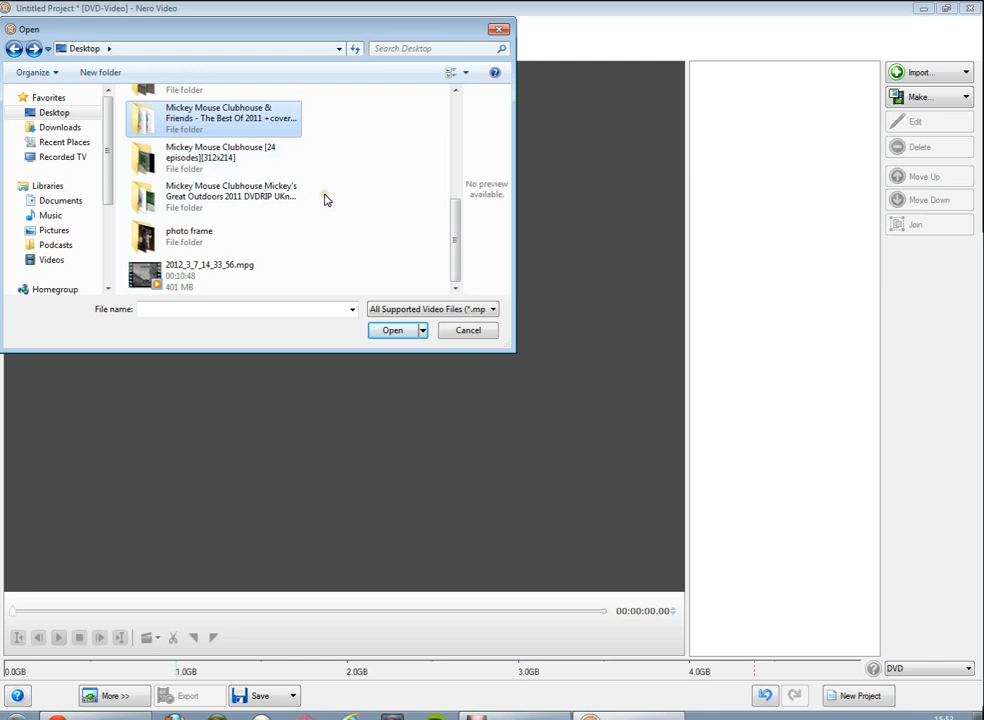 Untitled Project * [DVD-Video] - Nero Video
Open
Desktop
Search Desktop
Organize
New folder
Favorites
Desktop
Downloads
Recent Places
Recorded TV
Libraries
Documents
Music
Pictures
Podcasts
Videos
Homegroup
File folder
Mickey Mouse Clubhouse &
Friends - The Best Of 2011 +cover...
File folder
Mickey Mouse Clubhouse [24
episodes][312x214]
File folder
Mickey Mouse Clubhouse Mickey's
Great Outdoors 2011 DVDRIP UKn...
File folder
photo frame
File folder
2012_3_7_14_33_56.mpg
00:10:48
401 MB
No preview
available.
File name:
All Supported Video Files (*.mp
Open
Cancel
Import...
Make...
Edit
Delete
Move Up
Move Down
Join
00:00:00.00
0.0GB
1.0GB
2.0GB
3.0GB
4.0GB
DVD
More >>
Export
Save
New Project